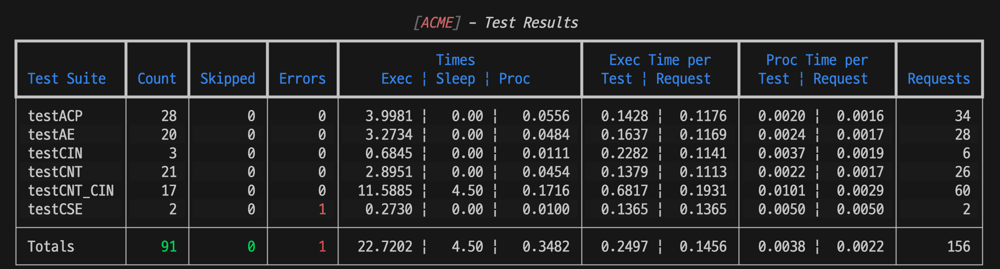 [ACME] - Test Results
Times Exec Time per Proc Time per
Test Suite Count Skipped Errors Exec ¦ Sleep ¦ Proc Test ¦ Request Test ¦ Request Requests
testACP 28 0 0 3.9981 ¦ 0.00 ¦ 0.0556 0.1428 ¦ 0.1176 0.0020 ¦ 0.0016 34
testAE 20 0 0 3.2734 ¦ 0.00 ¦ 0.0484 0.1637 ¦ 0.1169 0.0024 ¦ 0.0017 28
testCIN 3 0 0 0.6845 ¦ 0.00 ¦ 0.0111 0.2282 ¦ 0.1141 0.0037 ¦ 0.0019 6
testCNT 21 0 0 2.8951 ¦ 0.00 ¦ 0.0454 0.1379 ¦ 0.1113 0.0022 ¦ 0.0017 26
testCNT_CIN 17 0 0 11.5885 ¦ 4.50 ¦ 0.1716 0.6817 ¦ 0.1931 0.0101 ¦ 0.0029 60
testCSE 2 0 1 0.2730 ¦ 0.00 ¦ 0.0100 0.1365 ¦ 0.1365 0.0050 ¦ 0.0050 2
Totals 91 0 1 22.7202 ¦ 4.50 ¦ 0.3482 0.2497 ¦ 0.1456 0.0038 ¦ 0.0022 156